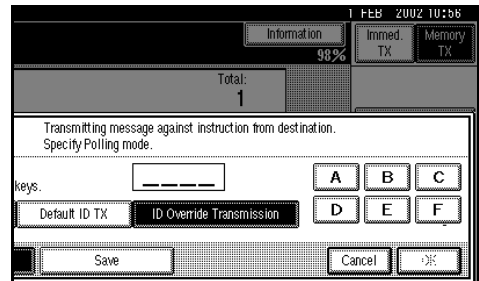 1 FEB 2002 10:56
Information
98%
Immed.
TX
Memory
TX
Total:
1
Transmitting message against instruction from destination.
Specify Polling mode.
keys.
_ _ _ _
A B C
Default ID TX
ID Override Transmission
D E F
Save
Cancel
OK